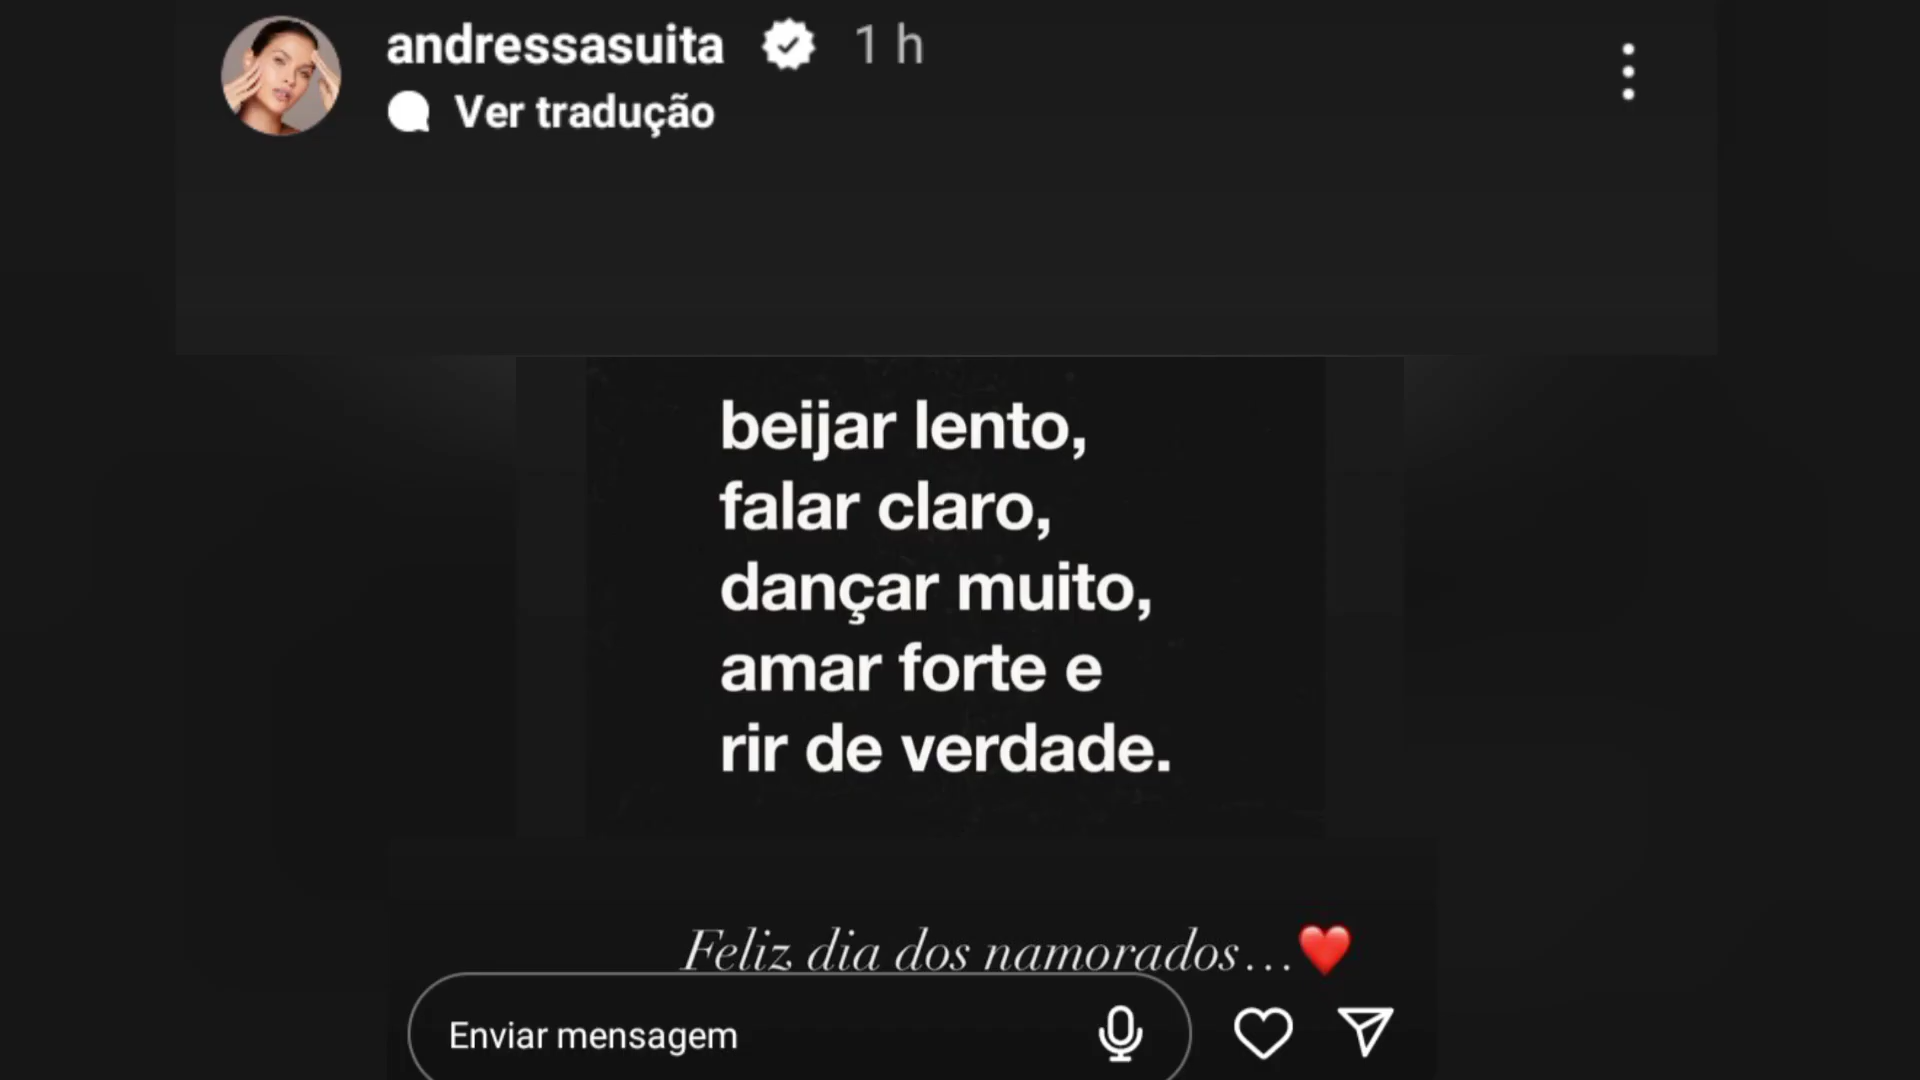 andressasuita 1 h
Ver tradução
beijar lento,
falar claro,
dançar muito,
amar forte e
rir de verdade.
Feliz dia dos namorados...❤️
Enviar mensagem